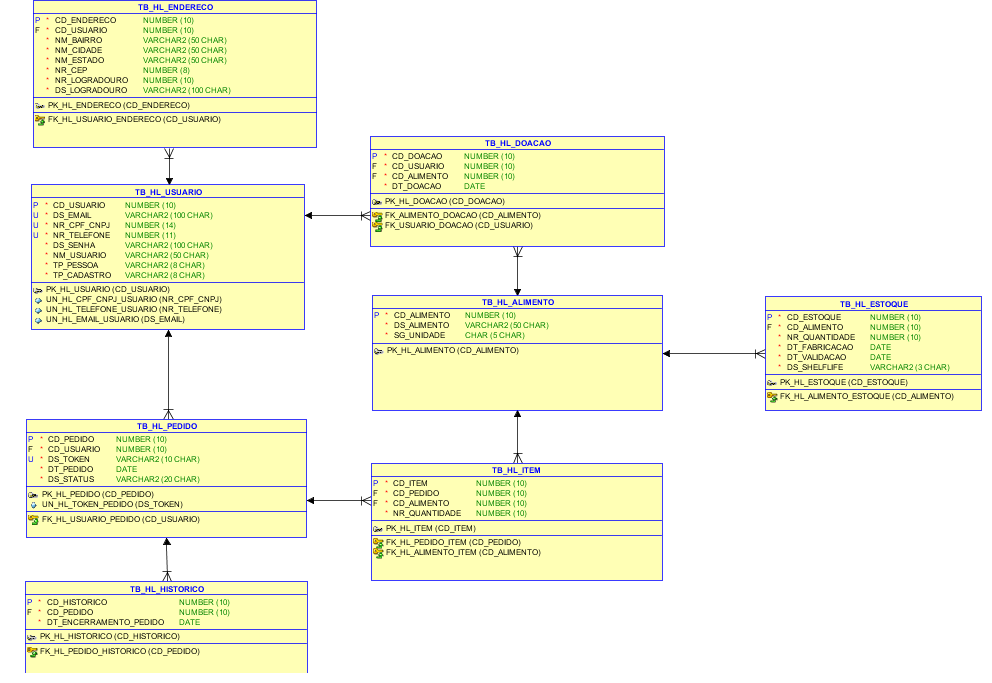 TB_HL_ENDERECO
P * CD_ENDERECO NUMBER (10)
F * CD_USUARIO NUMBER (10)
* NM_BAIRRO VARCHAR2 (50 CHAR)
* NM_CIDADE VARCHAR2 (50 CHAR)
* NM_ESTADO VARCHAR2 (50 CHAR)
* NR_CEP NUMBER (8)
* NR_LOGRADOURO NUMBER (10)
* DS_LOGRADOURO VARCHAR2 (100 CHAR)
PK_HL_ENDERECO (CD_ENDERECO)
FK_HL_USUARIO_ENDERECO (CD_USUARIO)
TB_HL_DOACAO
P * CD_DOACAO NUMBER (10)
F * CD_USUARIO NUMBER (10)
F * CD_ALIMENTO NUMBER (10)
* DT_DOACAO DATE
PK_HL_DOACAO (CD_DOACAO)
FK_ALIMENTO_DOACAO (CD_ALIMENTO)
FK_USUARIO_DOACAO (CD_USUARIO)
TB_HL_USUARIO
P * CD_USUARIO NUMBER (10)
U * DS_EMAIL VARCHAR2 (100 CHAR)
U * NR_CPF_CNPJ NUMBER (14)
U * NR_TELEFONE NUMBER (11)
* DS_SENHA VARCHAR2 (100 CHAR)
* NM_USUARIO VARCHAR2 (50 CHAR)
* TP_PESSOA VARCHAR2 (8 CHAR)
* TP_CADASTRO VARCHAR2 (8 CHAR)
PK_HL_USUARIO (CD_USUARIO)
UN_HL_CPF_CNPJ_USUARIO (NR_CPF_CNPJ)
UN_HL_TELEFONE_USUARIO (NR_TELEFONE)
UN_HL_EMAIL_USUARIO (DS_EMAIL)
TB_HL_ALIMENTO
P * CD_ALIMENTO NUMBER (10)
* DS_ALIMENTO VARCHAR2 (50 CHAR)
* SG_UNIDADE CHAR (5 CHAR)
PK_HL_ALIMENTO (CD_ALIMENTO)
TB_HL_ESTOQUE
P * CD_ESTOQUE NUMBER (10)
F * CD_ALIMENTO NUMBER (10)
* NR_QUANTIDADE NUMBER (10)
* DT_FABRICACAO DATE
* DT_VALIDACAO DATE
* DS_SHELFLIFE VARCHAR2 (3 CHAR)
PK_HL_ESTOQUE (CD_ESTOQUE)
FK_HL_ALIMENTO_ESTOQUE (CD_ALIMENTO)
TB_HL_PEDIDO
P * CD_PEDIDO NUMBER (10)
F * CD_USUARIO NUMBER (10)
U * DS_TOKEN VARCHAR2 (10 CHAR)
* DT_PEDIDO DATE
* DS_STATUS VARCHAR2 (20 CHAR)
PK_HL_PEDIDO (CD_PEDIDO)
UN_HL_TOKEN_PEDIDO (DS_TOKEN)
FK_HL_USUARIO_PEDIDO (CD_USUARIO)
TB_HL_ITEM
P * CD_ITEM NUMBER (10)
F * CD_PEDIDO NUMBER (10)
F * CD_ALIMENTO NUMBER (10)
* NR_QUANTIDADE NUMBER (10)
PK_HL_ITEM (CD_ITEM)
FK_HL_PEDIDO_ITEM (CD_PEDIDO)
FK_HL_ALIMENTO_ITEM (CD_ALIMENTO)
TB_HL_HISTORICO
P * CD_HISTORICO NUMBER (10)
F * CD_PEDIDO NUMBER (10)
* DT_ENCERRAMENTO_PEDIDO DATE
PK_HL_HISTORICO (CD_HISTORICO)
FK_HL_PEDIDO_HISTORICO (CD_PEDIDO)